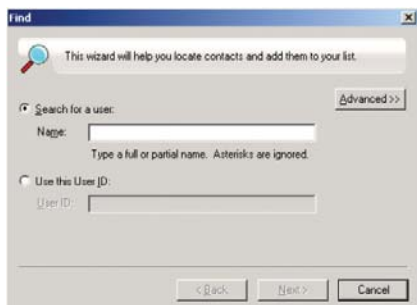 Find
This wizard will help you locate contacts and add them to your list.
Advanced >>
Search for a user:
Name:
Type a full or partial name. Asterisks are ignored.
Use this User ID:
User ID:
< Back
Next >
Cancel